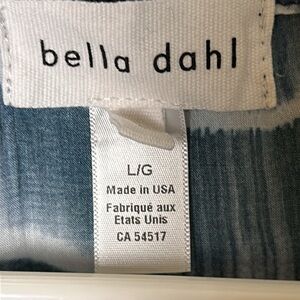 bella dahl
L/G
Made in USA
Fabriqué aux
Etats Unis
CA 54517